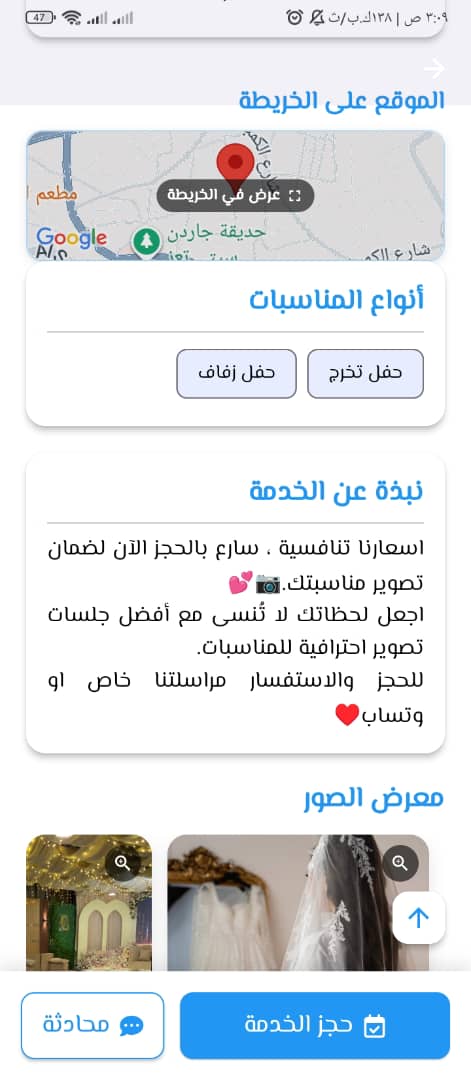 ٣:٠٩ ص | ١٣٨ك.ب/ث
47
الموقع على الخريطة
عرض في الخريطة
مطعم
حديقة جاردن
Google
أنواع المناسبات
حفل تخرج
حفل زفاف
نبذة عن الخدمة
اسعارنا تنافسية ، سارع بالحجز الآن لضمان
تصوير مناسبتك.📷💕
اجعل لحظاتك لا تُنسى مع أفضل جلسات
تصوير احترافية للمناسبات.
للحجز والاستفسار مراسلتنا خاص او
وتساب♥️
معرض الصور
حجز الخدمة
محادثة